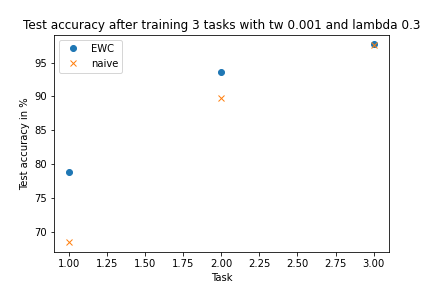 Test accuracy after training 3 tasks with tw 0.001 and lambda 0.3
EWC
naive
95
90
85
80
75
70
Test accuracy in %
1.00 1.25 1.50 1.75 2.00 2.25 2.50 2.75 3.00
Task